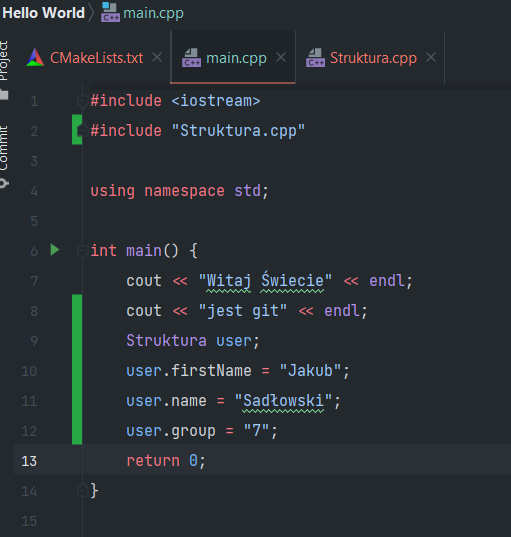 Hello World
main.cpp
CMakeLists.txt
main.cpp
Struktura.cpp
Project
Commit
1 #include <iostream>
2 #include "Struktura.cpp"
3
4 using namespace std;
5
6 int main() {
7 cout << "Witaj Świecie" << endl;
8 cout << "jest git" << endl;
9 Struktura user;
10 user.firstName = "Jakub";
11 user.name = "Sadłowski";
12 user.group = "7";
13 return 0;
14 }
15